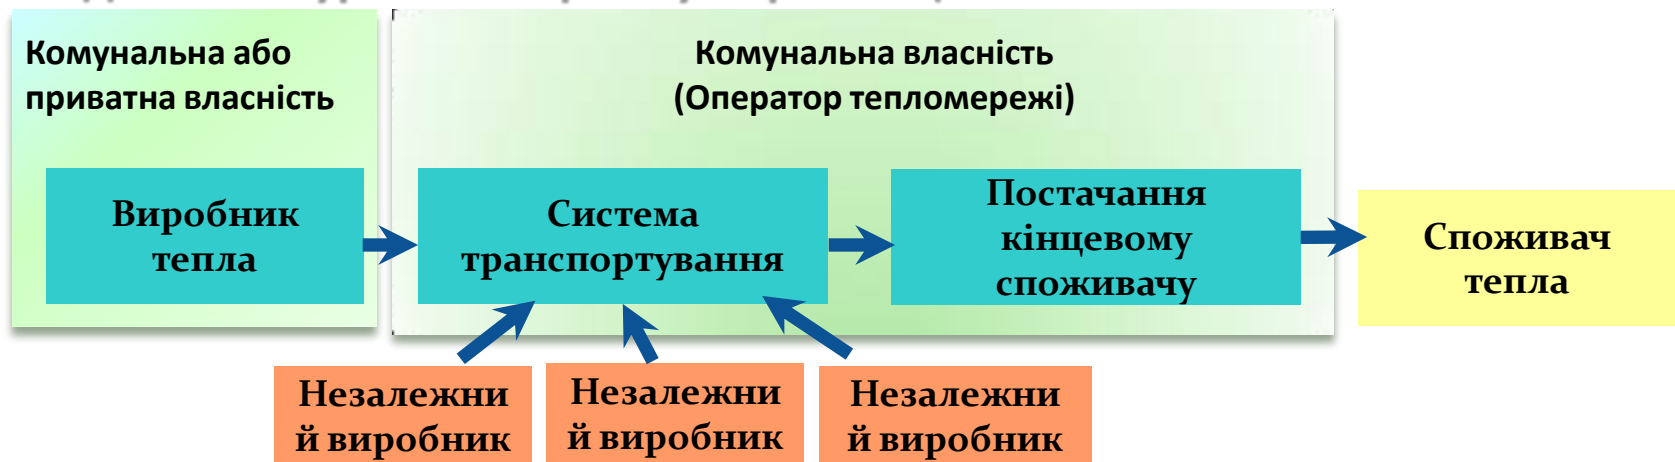 Комунальна або
приватна власність
Комунальна власність
(Оператор тепломережі)
Виробник
тепла
Система
транспортування
Постачання
кінцевому
споживачу
Споживач
тепла
Незалежни
й виробник
Незалежни
й виробник
Незалежни
й виробник